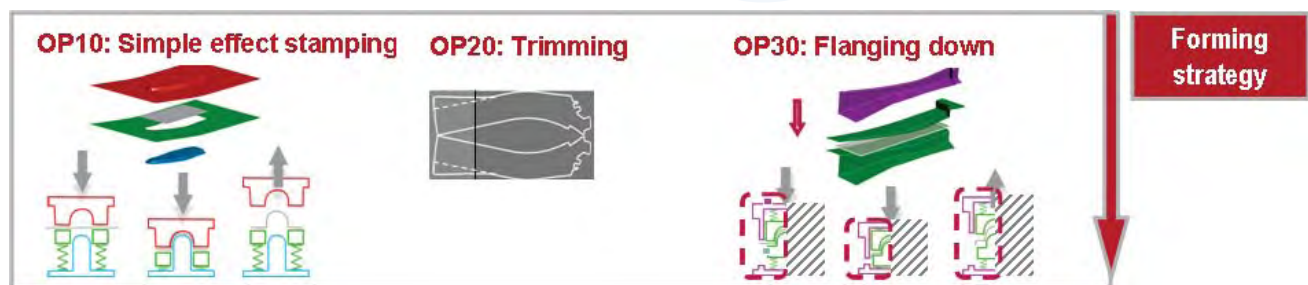 OP10: Simple effect stamping
OP20: Trimming
OP30: Flanging down
Forming
strategy